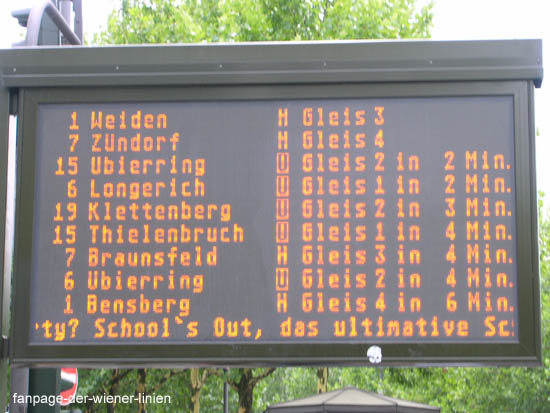 1 Weiden H Gleis 3
7 Zündorf H Gleis 4
15 Ubierring U Gleis 2 in 2 Min.
6 Longerich U Gleis 1 in 2 Min.
19 Klettenberg U Gleis 2 in 3 Min.
15 Thielenbruch U Gleis 1 in 4 Min.
7 Braunsfeld H Gleis 3 in 4 Min.
6 Ubierring U Gleis 2 in 4 Min.
1 Bensberg H Gleis 4 in 6 Min.
ty? School's Out, das ultimative Sc
fanpage.der-wiener-linien